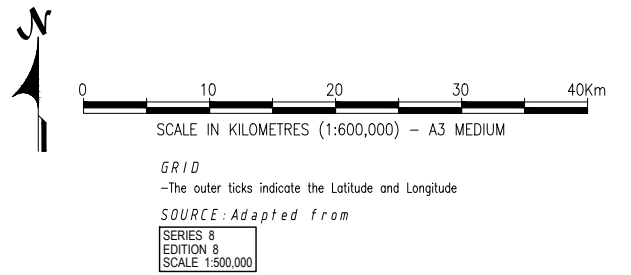 N
0 10 20 30 40Km
SCALE IN KILOMETRES (1:600,000) – A3 MEDIUM
GRID
–The outer ticks indicate the Latitude and Longitude
SOURCE: Adapted from
SERIES 8
EDITION 8
SCALE 1:500,000